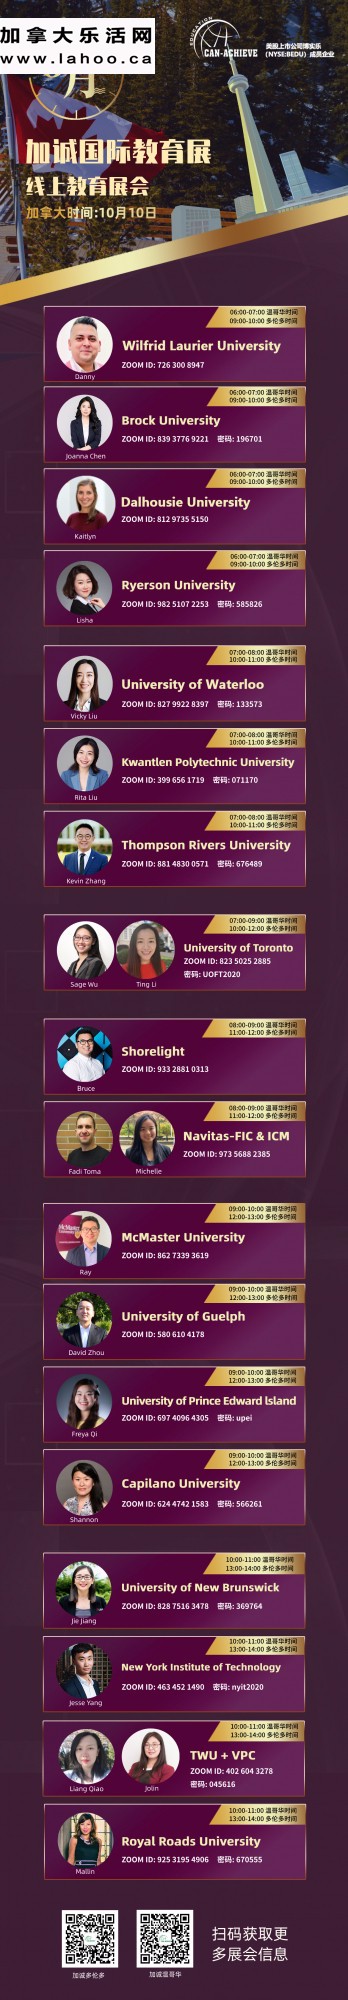 加拿大乐活网
www.lahoo.ca
EDUCATION
CAN-ACHIEVE
美股上市公司博实乐
(NYSE:BEDU) 成员企业
加诚国际教育展
线上教育展会
加拿大时间:10月10日
06:00-07:00 温哥华时间
09:00-10:00 多伦多时间
Wilfrid Laurier University
ZOOM ID: 726 300 8947
Danny
06:00-07:00 温哥华时间
09:00-10:00 多伦多时间
Brock University
ZOOM ID: 839 3776 9221 密码: 196701
Joanna Chen
06:00-07:00 温哥华时间
09:00-10:00 多伦多时间
Dalhousie University
ZOOM ID: 812 9735 5150
Kaitlyn
06:00-07:00 温哥华时间
09:00-10:00 多伦多时间
Ryerson University
ZOOM ID: 982 5107 2253 密码: 585826
Lisha
07:00-08:00 温哥华时间
10:00-11:00 多伦多时间
University of Waterloo
ZOOM ID: 827 9922 8397 密码: 133573
Vicky Liu
07:00-08:00 温哥华时间
10:00-11:00 多伦多时间
Kwantlen Polytechnic University
ZOOM ID: 399 656 1719 密码: 071170
Rita Liu
07:00-08:00 温哥华时间
10:00-11:00 多伦多时间
Thompson Rivers University
ZOOM ID: 881 4830 0571 密码: 676489
Kevin Zhang
07:00-09:00 温哥华时间
10:00-12:00 多伦多时间
University of Toronto
ZOOM ID: 823 5025 2885
密码: UOFT2020
Sage Wu Ting Li
08:00-09:00 温哥华时间
11:00-12:00 多伦多时间
Shorelight
ZOOM ID: 933 2881 0313
Bruce
08:00-09:00 温哥华时间
11:00-12:00 多伦多时间
Navitas-FIC & ICM
ZOOM ID: 973 5688 2385
Fadi Toma Michelle
09:00-10:00 温哥华时间
12:00-13:00 多伦多时间
McMaster University
ZOOM ID: 862 7339 3619
Ray
09:00-10:00 温哥华时间
12:00-13:00 多伦多时间
University of Guelph
ZOOM ID: 580 610 4178
David Zhou
09:00-10:00 温哥华时间
12:00-13:00 多伦多时间
University of Prince Edward lsland
ZOOM ID: 697 4096 4305 密码: upei
Freya Qi
09:00-10:00 温哥华时间
12:00-13:00 多伦多时间
Capilano University
ZOOM ID: 624 4742 1583 密码: 566261
Shannon
10:00-11:00 温哥华时间
13:00-14:00 多伦多时间
University of New Brunswick
ZOOM ID: 828 7516 3478 密码: 369764
Jie Jiang
10:00-11:00 温哥华时间
13:00-14:00 多伦多时间
New York Institute of Technology
ZOOM ID: 463 452 1490 密码: nyit2020
Jesse Yang
10:00-11:00 温哥华时间
13:00-14:00 多伦多时间
TWU + VPC
ZOOM ID: 402 604 3278
密码: 045616
Liang Qiao Jolin
10:00-11:00 温哥华时间
13:00-14:00 多伦多时间
Royal Roads University
ZOOM ID: 925 3195 4906 密码: 670555
Mallin
扫码获取更
多展会信息
加诚多伦多 加诚温哥华